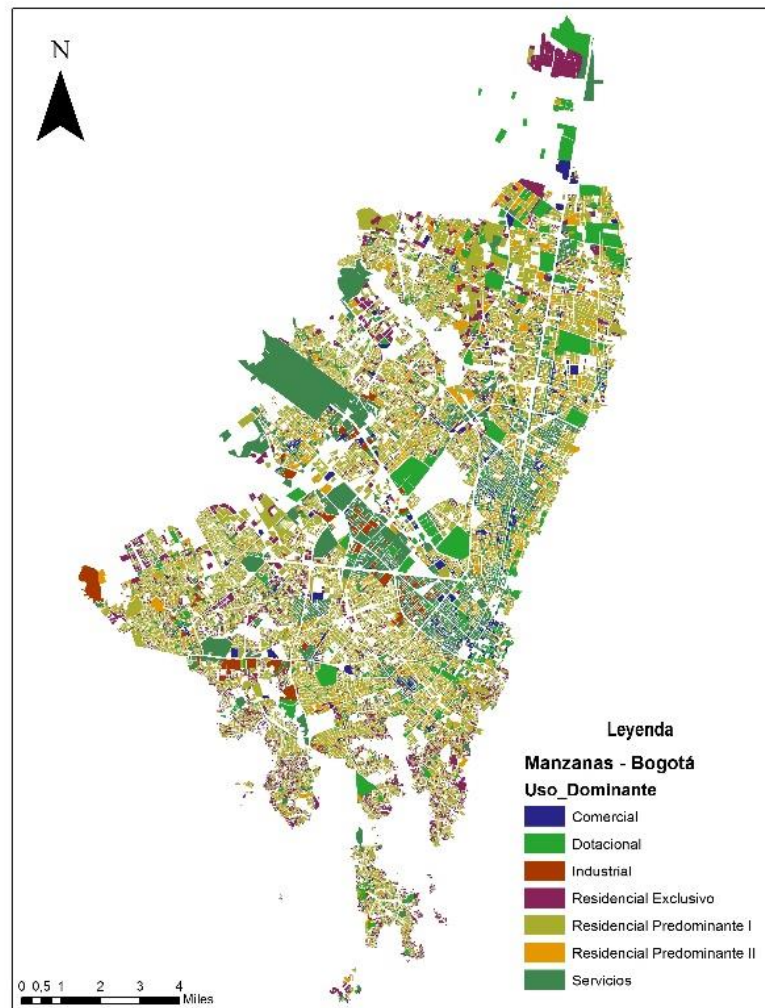 N
Leyenda
Manzanas - Bogotá
Uso_Dominante
Comercial
Dotacional
Industrial
Residencial Exclusivo
Residencial Predominante I
Residencial Predominante II
Servicios
0 0,5 1 2 3 4
Miles